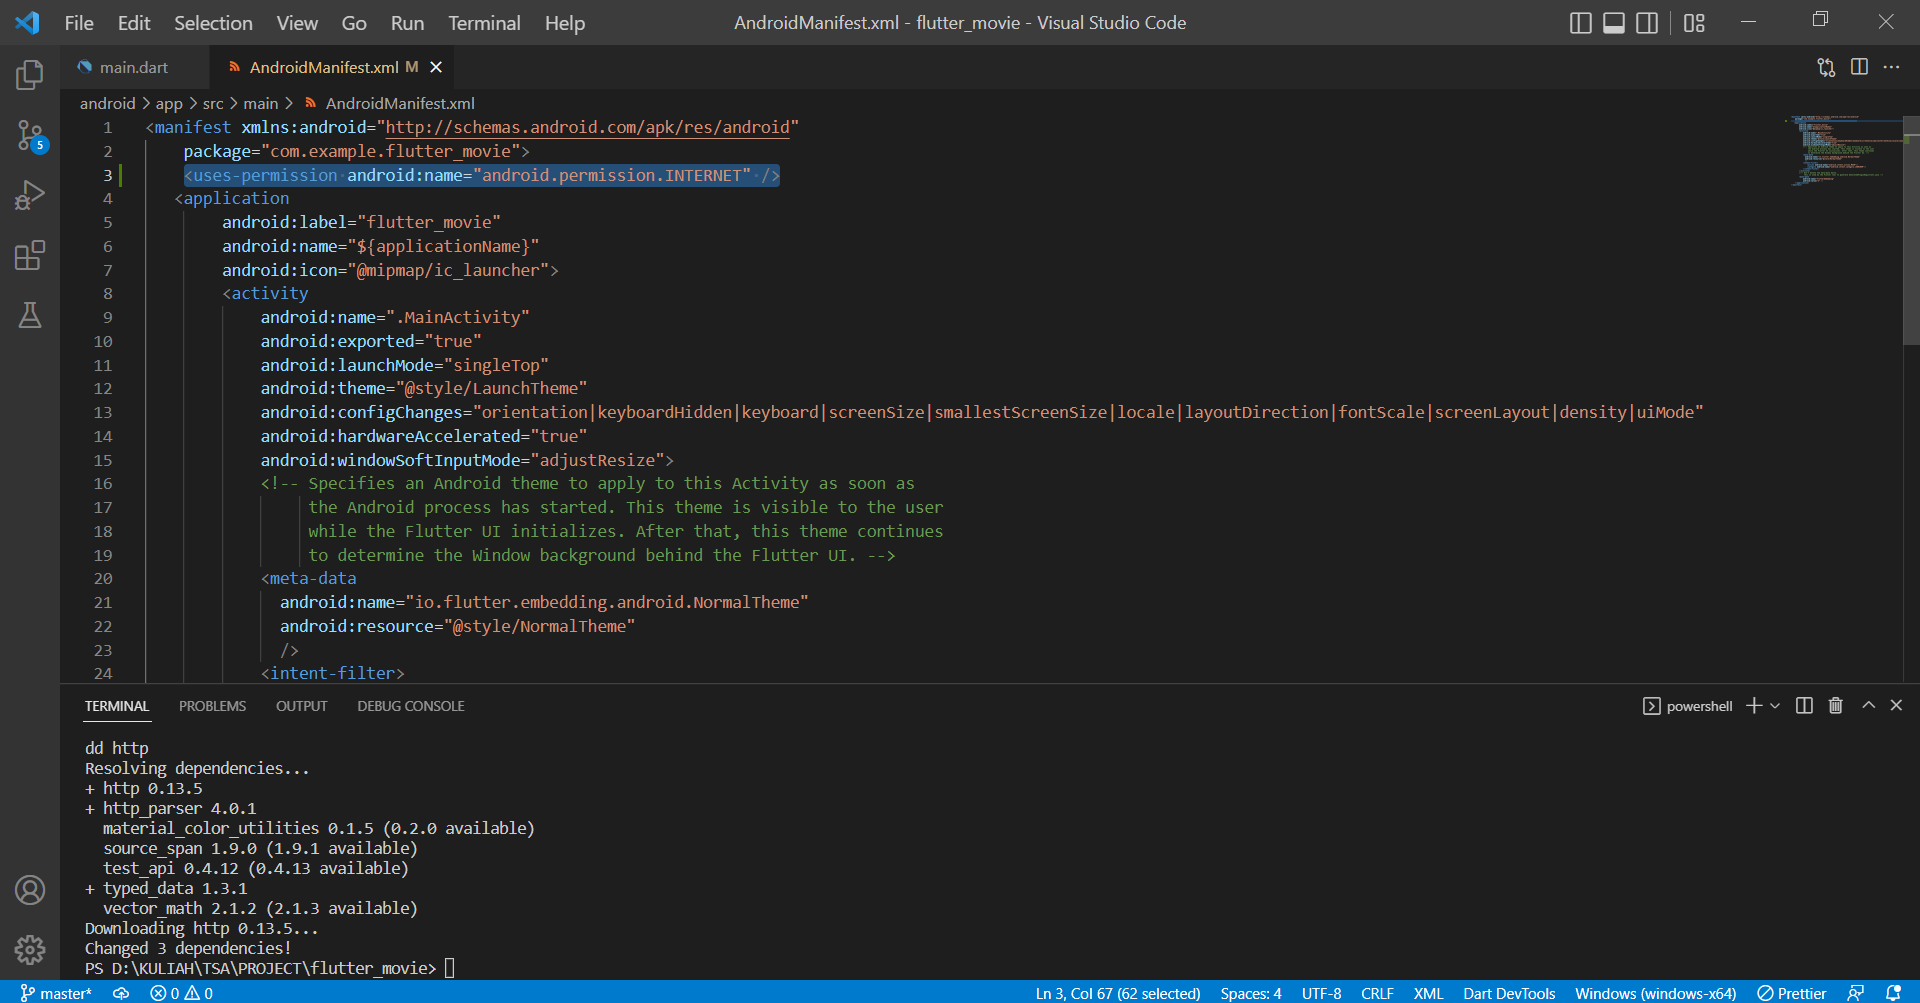 File Edit Selection View Go Run Terminal Help AndroidManifest.xml - flutter_movie - Visual Studio Code
main.dart AndroidManifest.xml M
android > app > src > main > AndroidManifest.xml
1 <manifest xmlns:android="http://schemas.android.com/apk/res/android"
2 package="com.example.flutter_movie">
3 <uses-permission android:name="android.permission.INTERNET" />
4 <application
5 android:label="flutter_movie"
6 android:name="${applicationName}"
7 android:icon="@mipmap/ic_launcher">
8 <activity
9 android:name=".MainActivity"
10 android:exported="true"
11 android:launchMode="singleTop"
12 android:theme="@style/LaunchTheme"
13 android:configChanges="orientation|keyboardHidden|keyboard|screenSize|smallestScreenSize|locale|layoutDirection|fontScale|screenLayout|density|uiMode"
14 android:hardwareAccelerated="true"
15 android:windowSoftInputMode="adjustResize">
16 <!-- Specifies an Android theme to apply to this Activity as soon as
17 the Android process has started. This theme is visible to the user
18 while the Flutter UI initializes. After that, this theme continues
19 to determine the Window background behind the Flutter UI. -->
20 <meta-data
21 android:name="io.flutter.embedding.android.NormalTheme"
22 android:resource="@style/NormalTheme"
23 />
24 <intent-filter>
5
TERMINAL PROBLEMS OUTPUT DEBUG CONSOLE powershell
dd http
Resolving dependencies...
+ http 0.13.5
+ http_parser 4.0.1
material_color_utilities 0.1.5 (0.2.0 available)
source_span 1.9.0 (1.9.1 available)
test_api 0.4.12 (0.4.13 available)
+ typed_data 1.3.1
vector_math 2.1.2 (2.1.3 available)
Downloading http 0.13.5...
Changed 3 dependencies!
PS D:\KULIAH\TSA\PROJECT\flutter_movie>
master* 0 0 Ln 3, Col 67 (62 selected) Spaces: 4 UTF-8 CRLF XML Dart DevTools Windows (windows-x64) Prettier